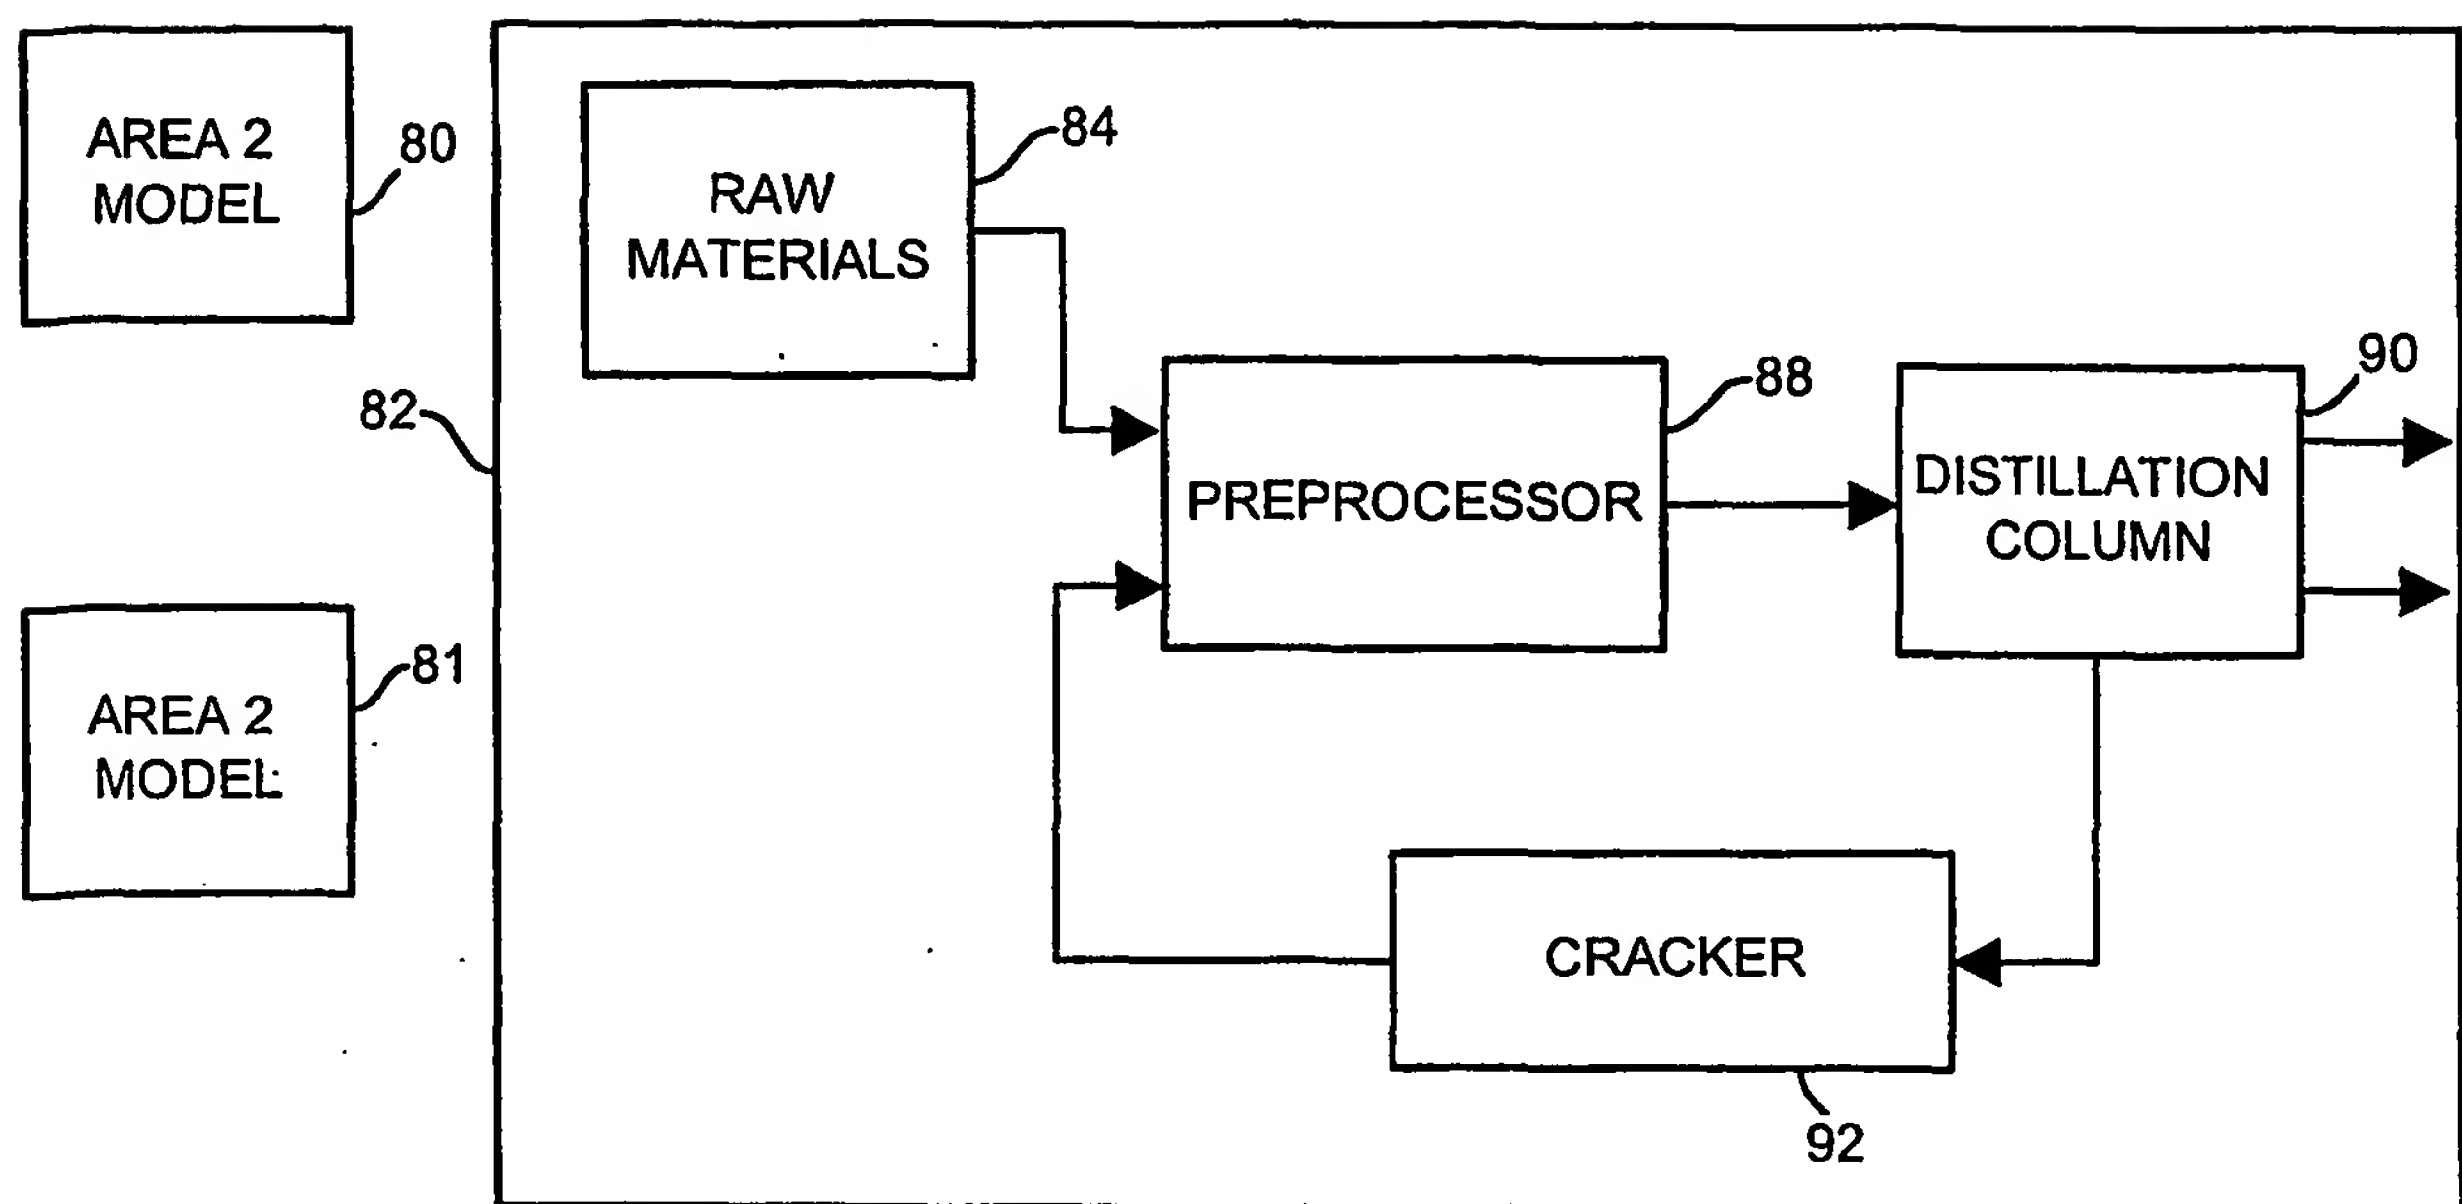 AREA 2
MODEL
80
82
AREA 2
MODEL
81
RAW
MATERIALS
84
PREPROCESSOR
88
DISTILLATION
COLUMN
90
CRACKER
92